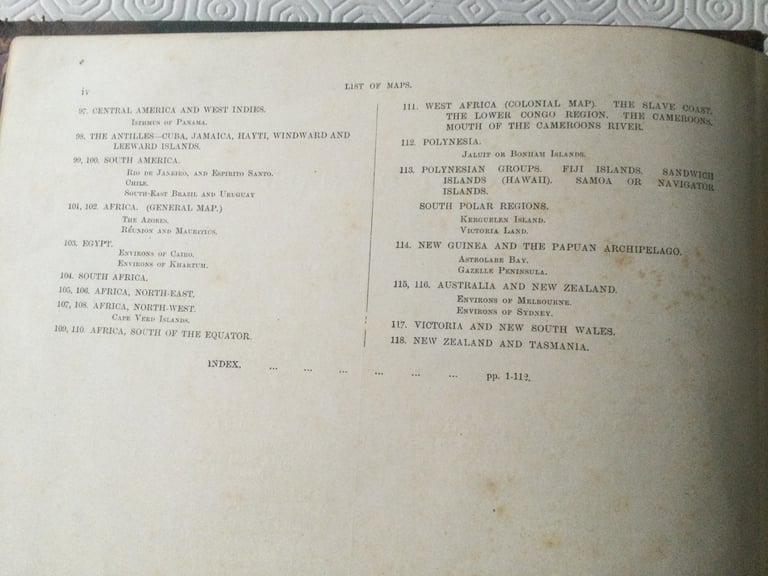 iv
LIST OF MAPS.
97. CENTRAL AMERICA AND WEST INDIES.
ISTHMUS OF PANAMA.
98. THE ANTILLES—CUBA, JAMAICA, HAYTI, WINDWARD AND
LEEWARD ISLANDS.
99, 100. SOUTH AMERICA.
RIO DE JANEIRO, AND ESPIRITO SANTO.
CHILE.
SOUTH-EAST BRAZIL AND URUGUAY
101, 102. AFRICA. (GENERAL MAP.)
THE AZORES.
RÉUNION AND MAURITIUS.
103. EGYPT.
ENVIRONS OF CAIRO.
ENVIRONS OF KHARTUM.
104. SOUTH AFRICA.
105, 106. AFRICA, NORTH-EAST.
107, 108. AFRICA, NORTH-WEST.
CAPE VERD ISLANDS.
109, 110. AFRICA, SOUTH OF THE EQUATOR.
111. WEST AFRICA (COLONIAL MAP). THE SLAVE COAST.
THE LOWER CONGO REGION. THE CAMEROONS.
MOUTH OF THE CAMEROONS RIVER.
112. POLYNESIA.
JALUIT OR BONHAM ISLANDS.
113. POLYNESIAN GROUPS. FIJI ISLANDS. SANDWICH
ISLANDS (HAWAII). SAMOA OR NAVIGATOR
ISLANDS.
SOUTH POLAR REGIONS.
KERGUELEN ISLAND.
VICTORIA LAND.
114. NEW GUINEA AND THE PAPUAN ARCHIPELAGO.
ASTROLABE BAY.
GAZELLE PENINSULA.
115, 116. AUSTRALIA AND NEW ZEALAND.
ENVIRONS OF MELBOURNE.
ENVIRONS OF SYDNEY.
117. VICTORIA AND NEW SOUTH WALES.
118. NEW ZEALAND AND TASMANIA.
INDEX. ... ... ... ... ... ... pp. 1-112.